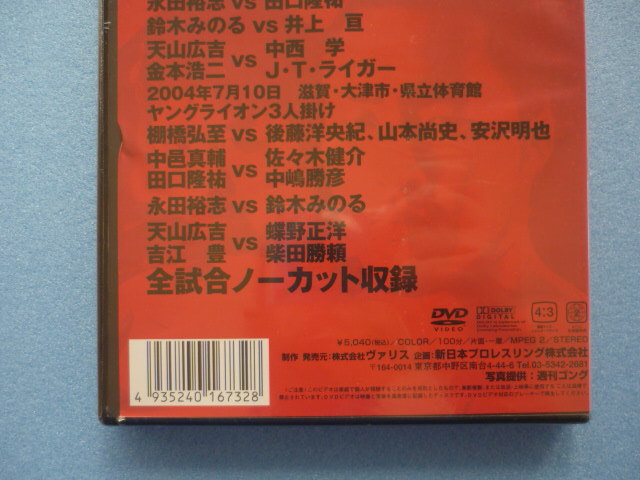 永田裕志 vs 田口隆祐
鈴木みのる vs 井上 亘
天山広吉 vs 中西 学
金本浩二 J・T・ライガー
2004年7月10日 滋賀・大津市・県立体育館
ヤングライオン3人掛け
棚橋弘至 vs 後藤洋央紀、山本尚史、安沢明也
中邑真輔 vs 佐々木健介
田口隆祐 中嶋勝彦
永田裕志 vs 鈴木みのる
天山広吉 vs 蝶野正洋
吉江 豊 柴田勝頼
全試合ノーカット収録
DVD VIDEO
DOLBY DIGITAL
4:3
¥5,040(税込)/COLOR/100分/片面・一層/MPEG 2/STEREO
制作 発売元:株式会社ヴァリス 企画:新日本プロレスリング株式会社
〒164-0014 東京都中野区南台4-44-6 Tel.03-5342-2681
写真提供:週刊ゴング
4 935240 167328